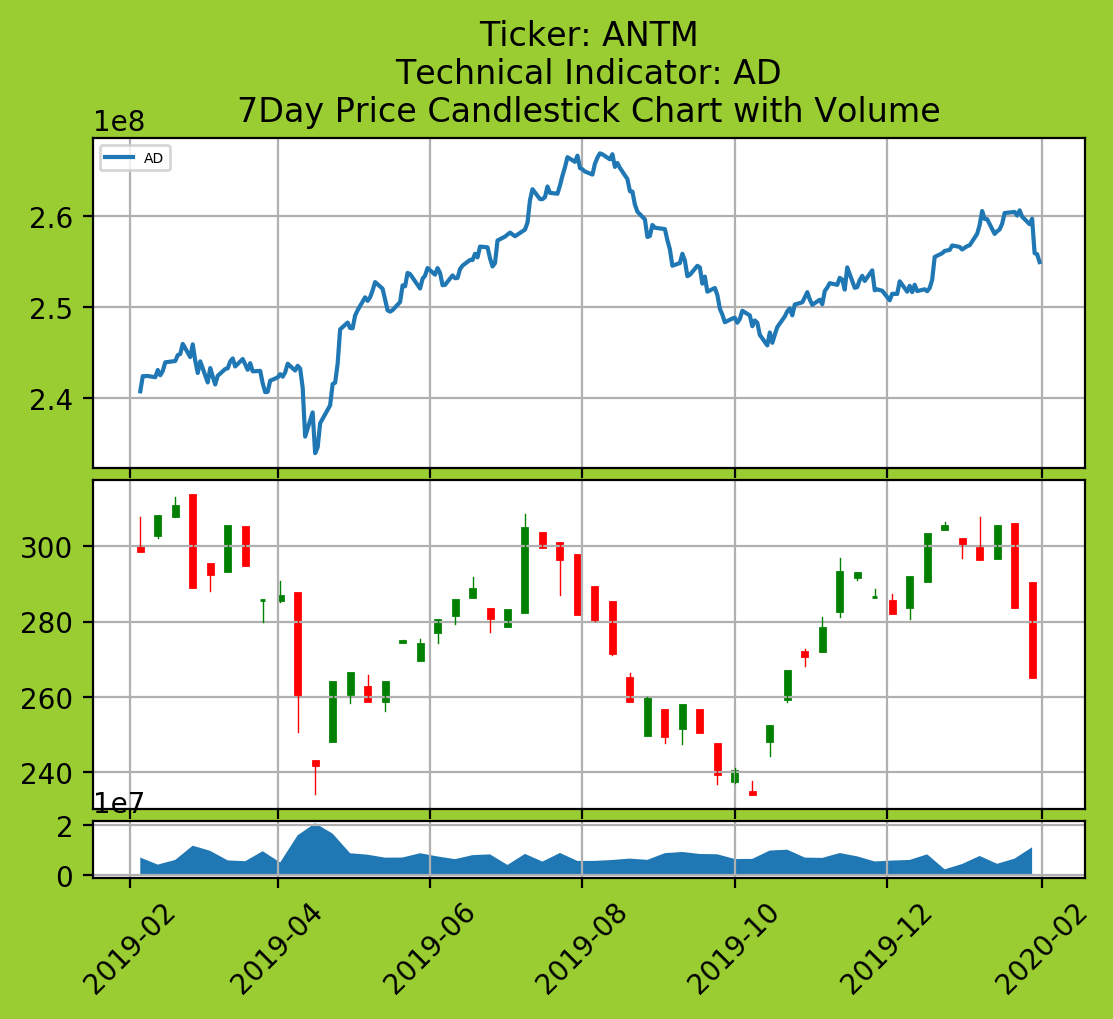 Ticker: ANTM
Technical Indicator: AD
7Day Price Candlestick Chart with Volume
1e8
AD
2.6
2.5
2.4
300
280
260
240
1e7
2
0
2019-02
2019-04
2019-06
2019-08
2019-10
2019-12
2020-02